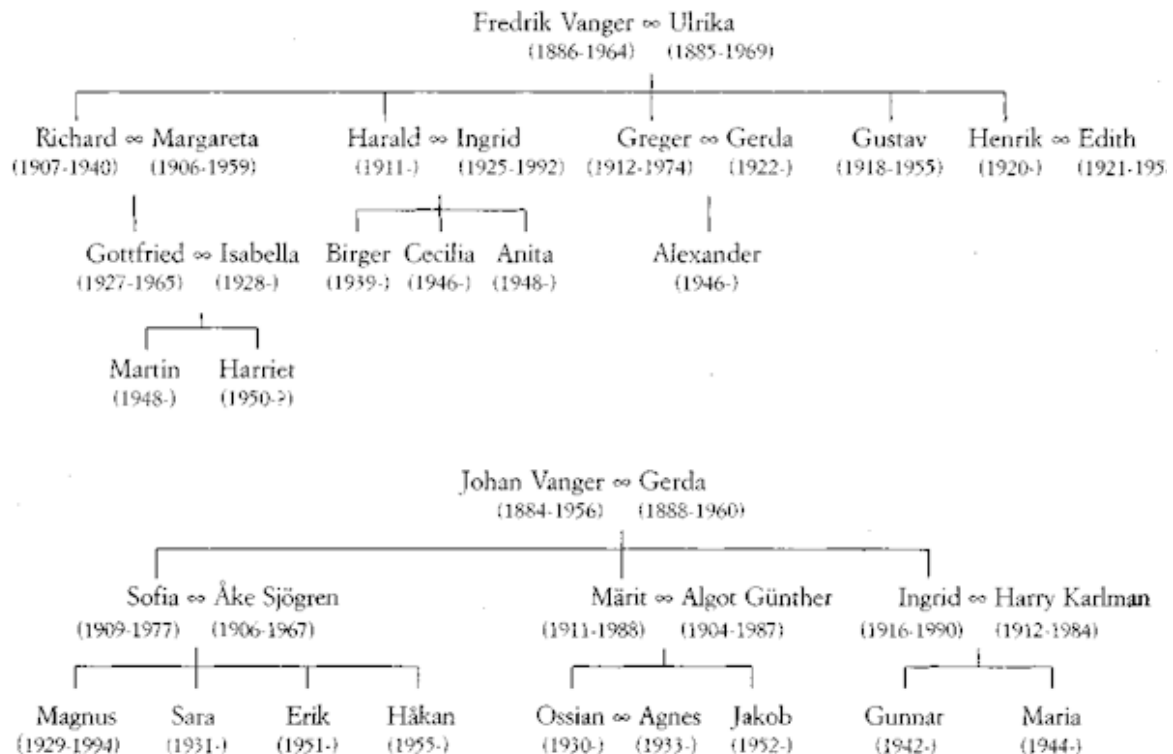 Fredrik Vanger ∞ Ulrika
(1886-1964) (1885-1969)
Richard ∞ Margareta Harald ∞ Ingrid Greger ∞ Gerda Gustav Henrik ∞ Edith
(1907-1940) (1906-1959) (1911-) (1925-1992) (1912-1974) (1922-) (1918-1955) (1920-) (1921-195
Gottfried ∞ Isabella Birger Cecilia Anita Alexander
(1927-1965) (1928-) (1939-) (1946-) (1948-) (1946-)
Martin Harriet
(1948-) (1950-?)
Johan Vanger ∞ Gerda
(1884-1956) (1888-1960)
Sofia ∞ Åke Sjögren Märit ∞ Algot Günther Ingrid ∞ Harry Karlman
(1909-1977) (1906-1967) (1911-1988) (1904-1987) (1916-1990) (1912-1984)
Magnus Sara Erik Håkan Ossian ∞ Agnes Jakob Gunnar Maria
(1929-1994) (1931-) (1951-) (1955-) (1930-) (1933-) (1952-) (1942-) (1944-)